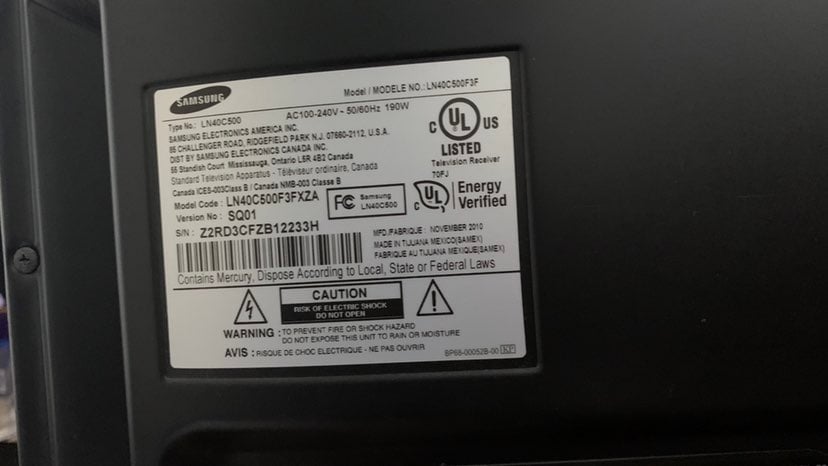 SAMSUNG
Model / MODELE NO.: LN40C500F3F
Type No.: LN40C500
AC100-240V~ 50/60Hz 190W
SAMSUNG ELECTRONICS AMERICA INC.
85 CHALLENGER ROAD, RIDGEFIELD PARK N.J. 07660-2112, U.S.A.
DIST BY SAMSUNG ELECTRONICS CANADA INC.
55 Standish Court Mississauga, Ontario L5R 4B2 Canada
Standard Television Apparatus - Téléviseur ordinaire, Canada
Canada ICES-003Class B / Canada NMB-003 Classe B
C UL US
LISTED
Television Receiver
70FJ
Model Code : LN40C500F3FXZA
Version No : SQ01
FC Samsung
LN40C500
C UL Energy
Verified
S/N : Z2RD3CFZB12233H
MFD./FABRIQUE : NOVEMBER 2010
MADE IN TIJUANA MEXICO(SAMEX)
FABRIQUE AU TIJUANA MEXIQUE(SAMEX)
Contains Mercury, Dispose According to Local, State or Federal Laws
CAUTION
RISK OF ELECTRIC SHOCK
DO NOT OPEN
WARNING : TO PREVENT FIRE OR SHOCK HAZARD
DO NOT EXPOSE THIS UNIT TO RAIN OR MOISTURE
AVIS : RISQUE DE CHOC ELECTRIQUE - NE PAS OUVRIR
BP68-00052B-00 KP